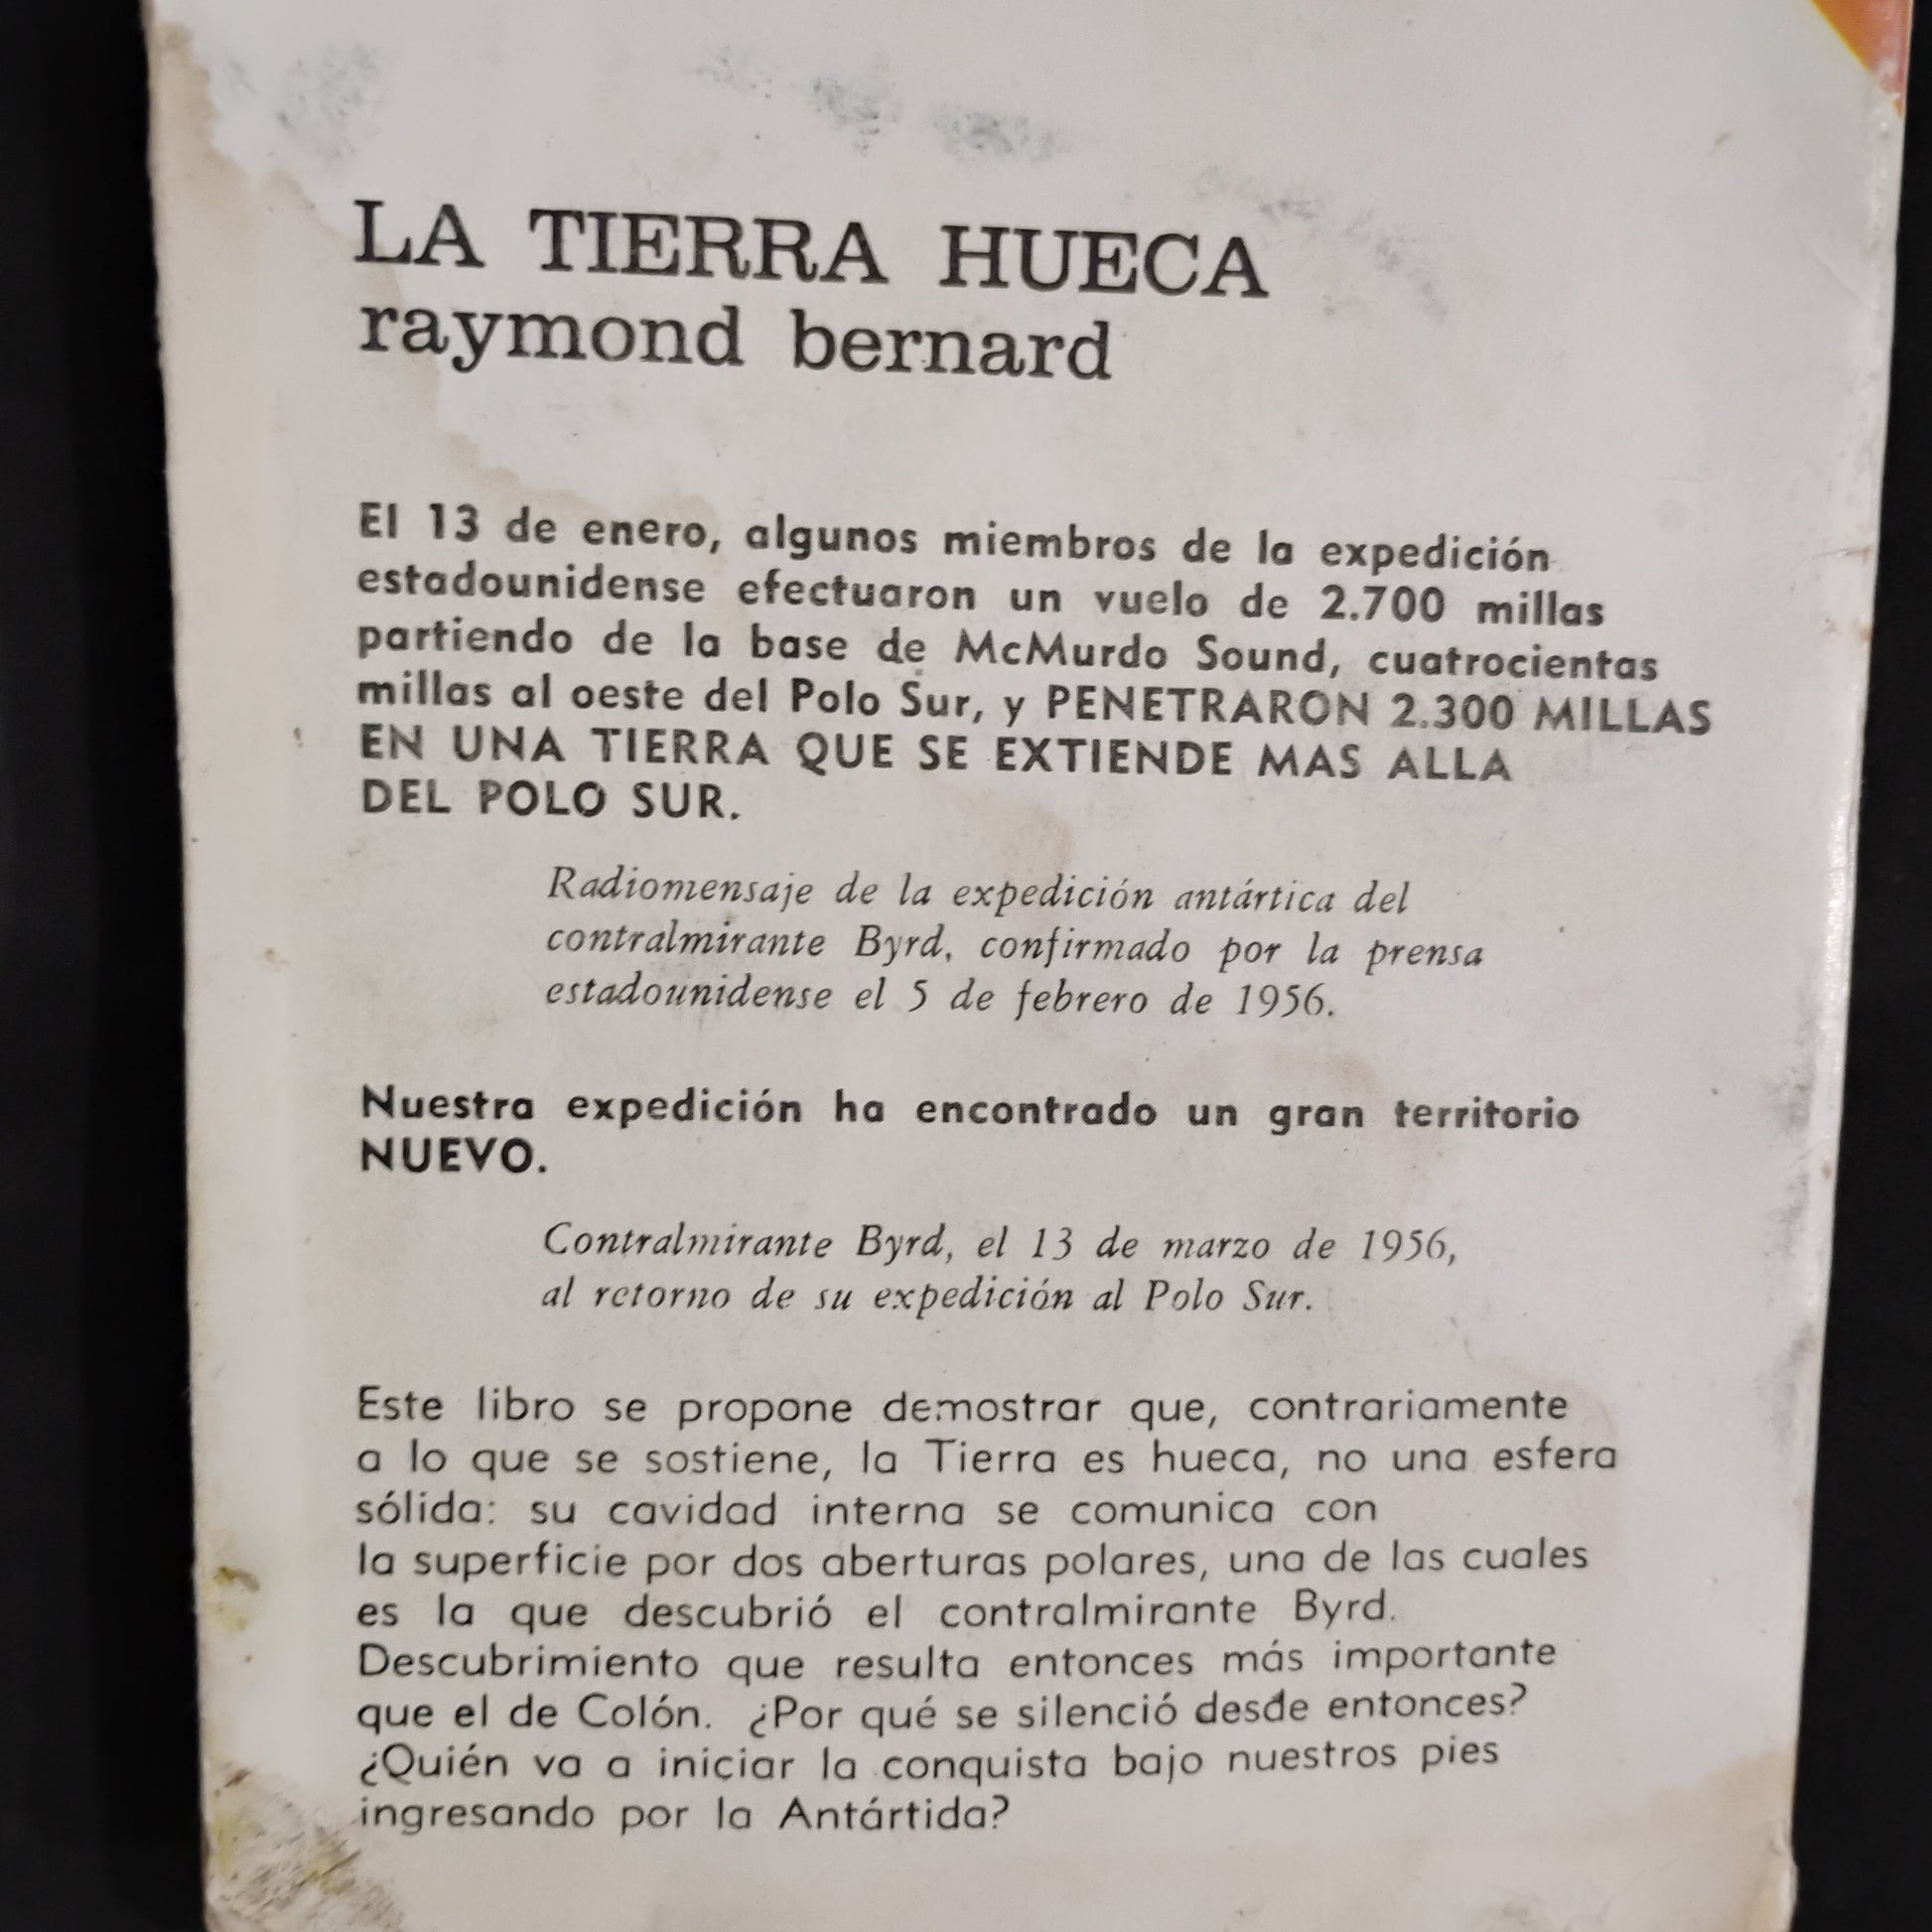 LA TIERRA HUECA
raymond bernard
El 13 de enero, algunos miembros de la expedición
estadounidense efectuaron un vuelo de 2.700 millas
partiendo de la base de McMurdo Sound, cuatrocientas
millas al oeste del Polo Sur, y PENETRARON 2.300 MILLAS
EN UNA TIERRA QUE SE EXTIENDE MAS ALLA
DEL POLO SUR.
Radiomensaje de la expedición antártica del
contralmirante Byrd, confirmado por la prensa
estadounidense el 5 de febrero de 1956.
Nuestra expedición ha encontrado un gran territorio
NUEVO.
Contralmirante Byrd, el 13 de marzo de 1956,
al retorno de su expedición al Polo Sur.
Este libro se propone demostrar que, contrariamente
a lo que se sostiene, la Tierra es hueca, no una esfera
sólida: su cavidad interna se comunica con
la superficie por dos aberturas polares, una de las cuales
es la que descubrió el contralmirante Byrd.
Descubrimiento que resulta entonces más importante
que el de Colón. ¿Por qué se silenció desde entonces?
¿Quién va a iniciar la conquista bajo nuestros pies
ingresando por la Antártida?